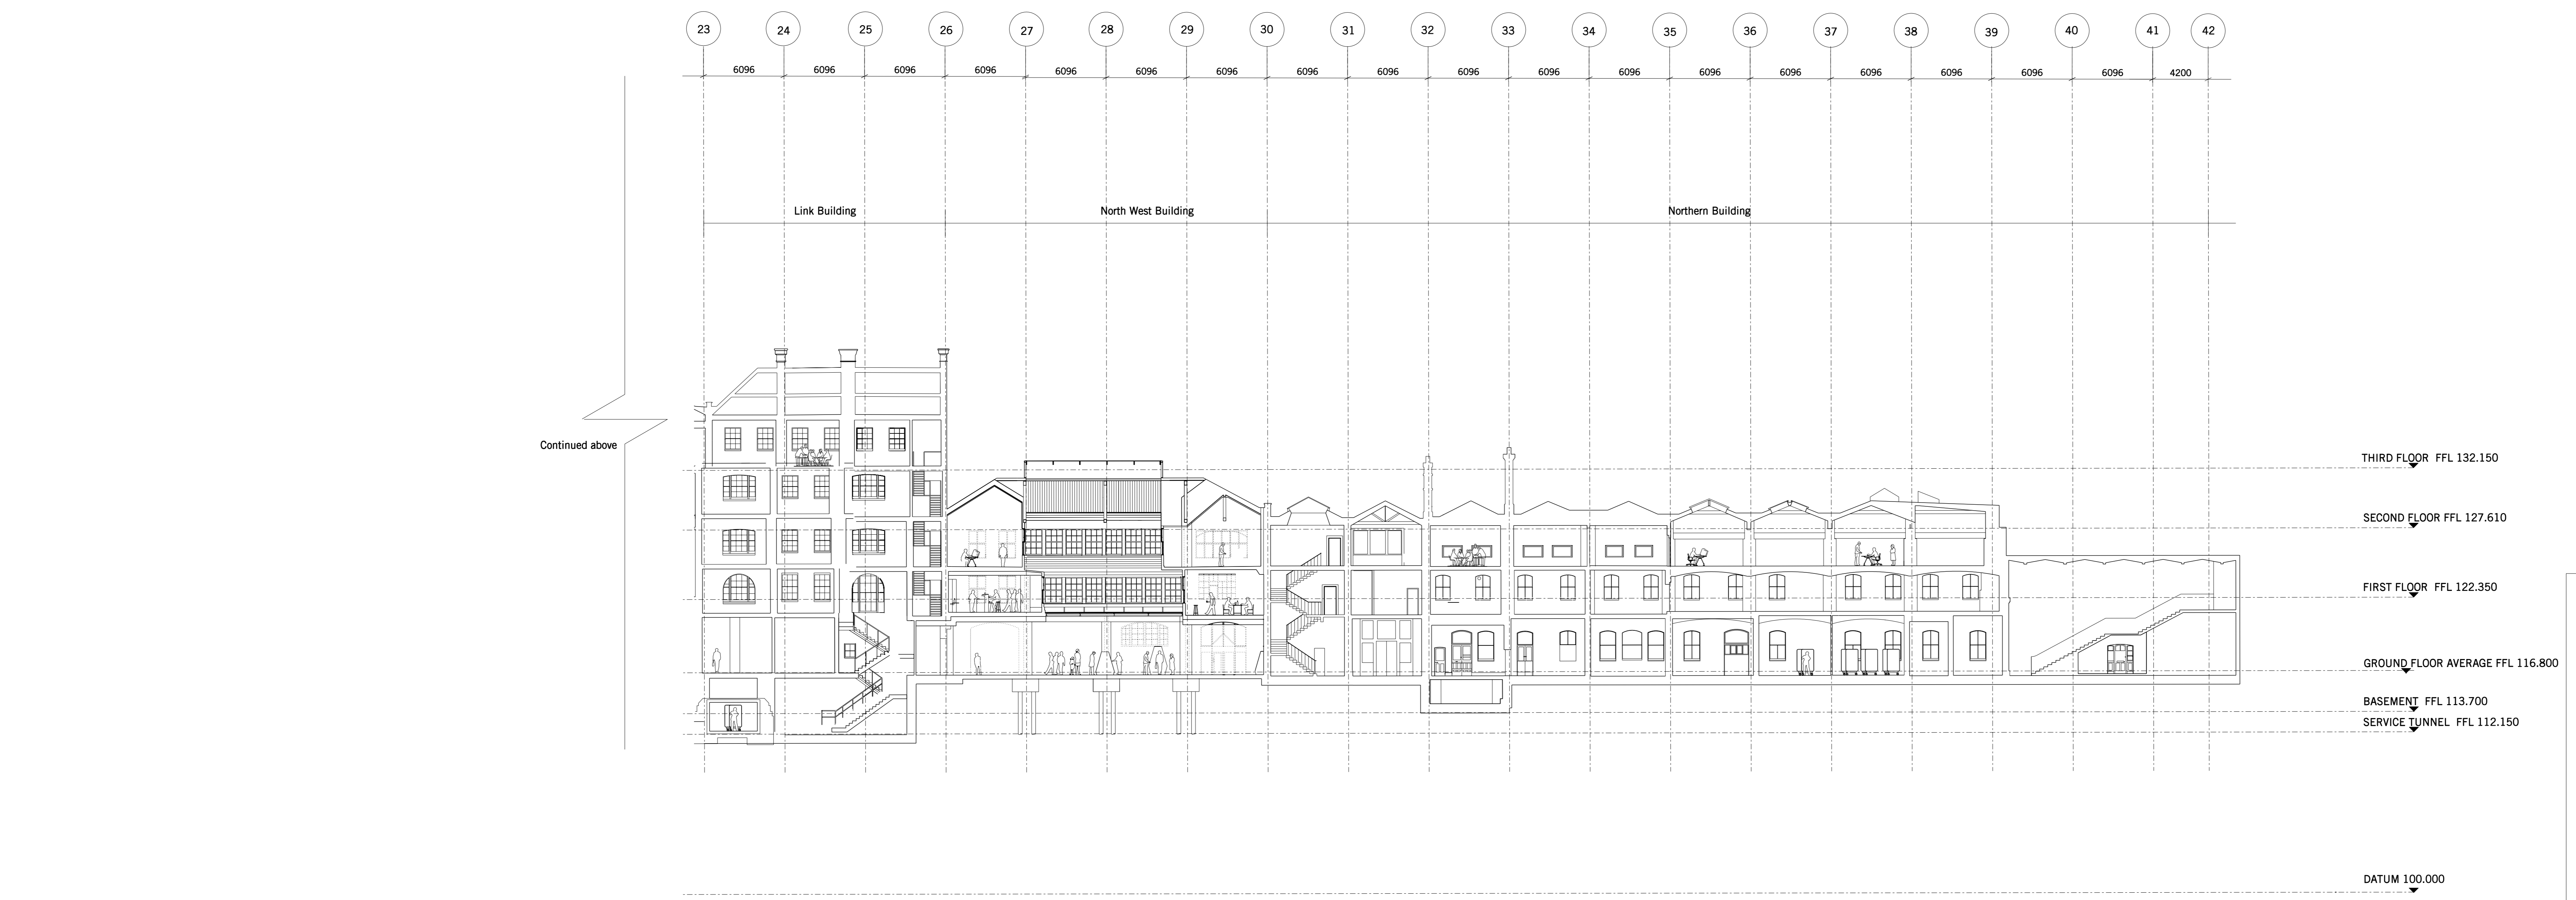 23 24 25 26 27 28 29 30 31 32 33 34 35 36 37 38 39 40 41 42
6096 6096 6096 6096 6096 6096 6096 6096 6096 6096 6096 6096 6096 6096 6096 6096 6096 6096 4200
Link Building North West Building Northern Building
Continued above
THIRD FLOOR FFL 132.150
SECOND FLOOR FFL 127.610
FIRST FLOOR FFL 122.350
GROUND FLOOR AVERAGE FFL 116.800
BASEMENT FFL 113.700
SERVICE TUNNEL FFL 112.150
DATUM 100.000